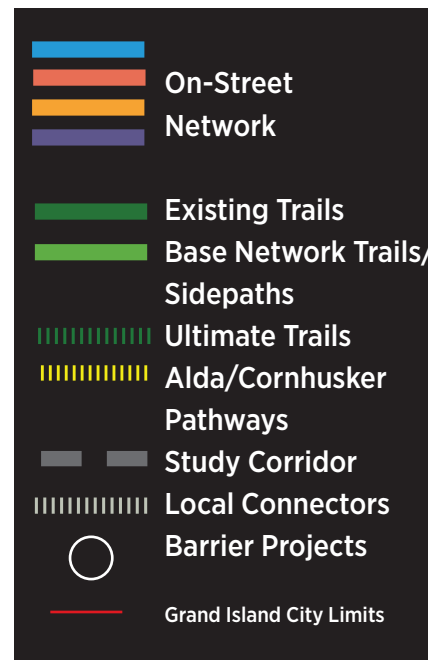 On-Street
Network
Existing Trails
Base Network Trails/
Sidepaths
Ultimate Trails
Alda/Cornhusker
Pathways
Study Corridor
Local Connectors
Barrier Projects
Grand Island City Limits